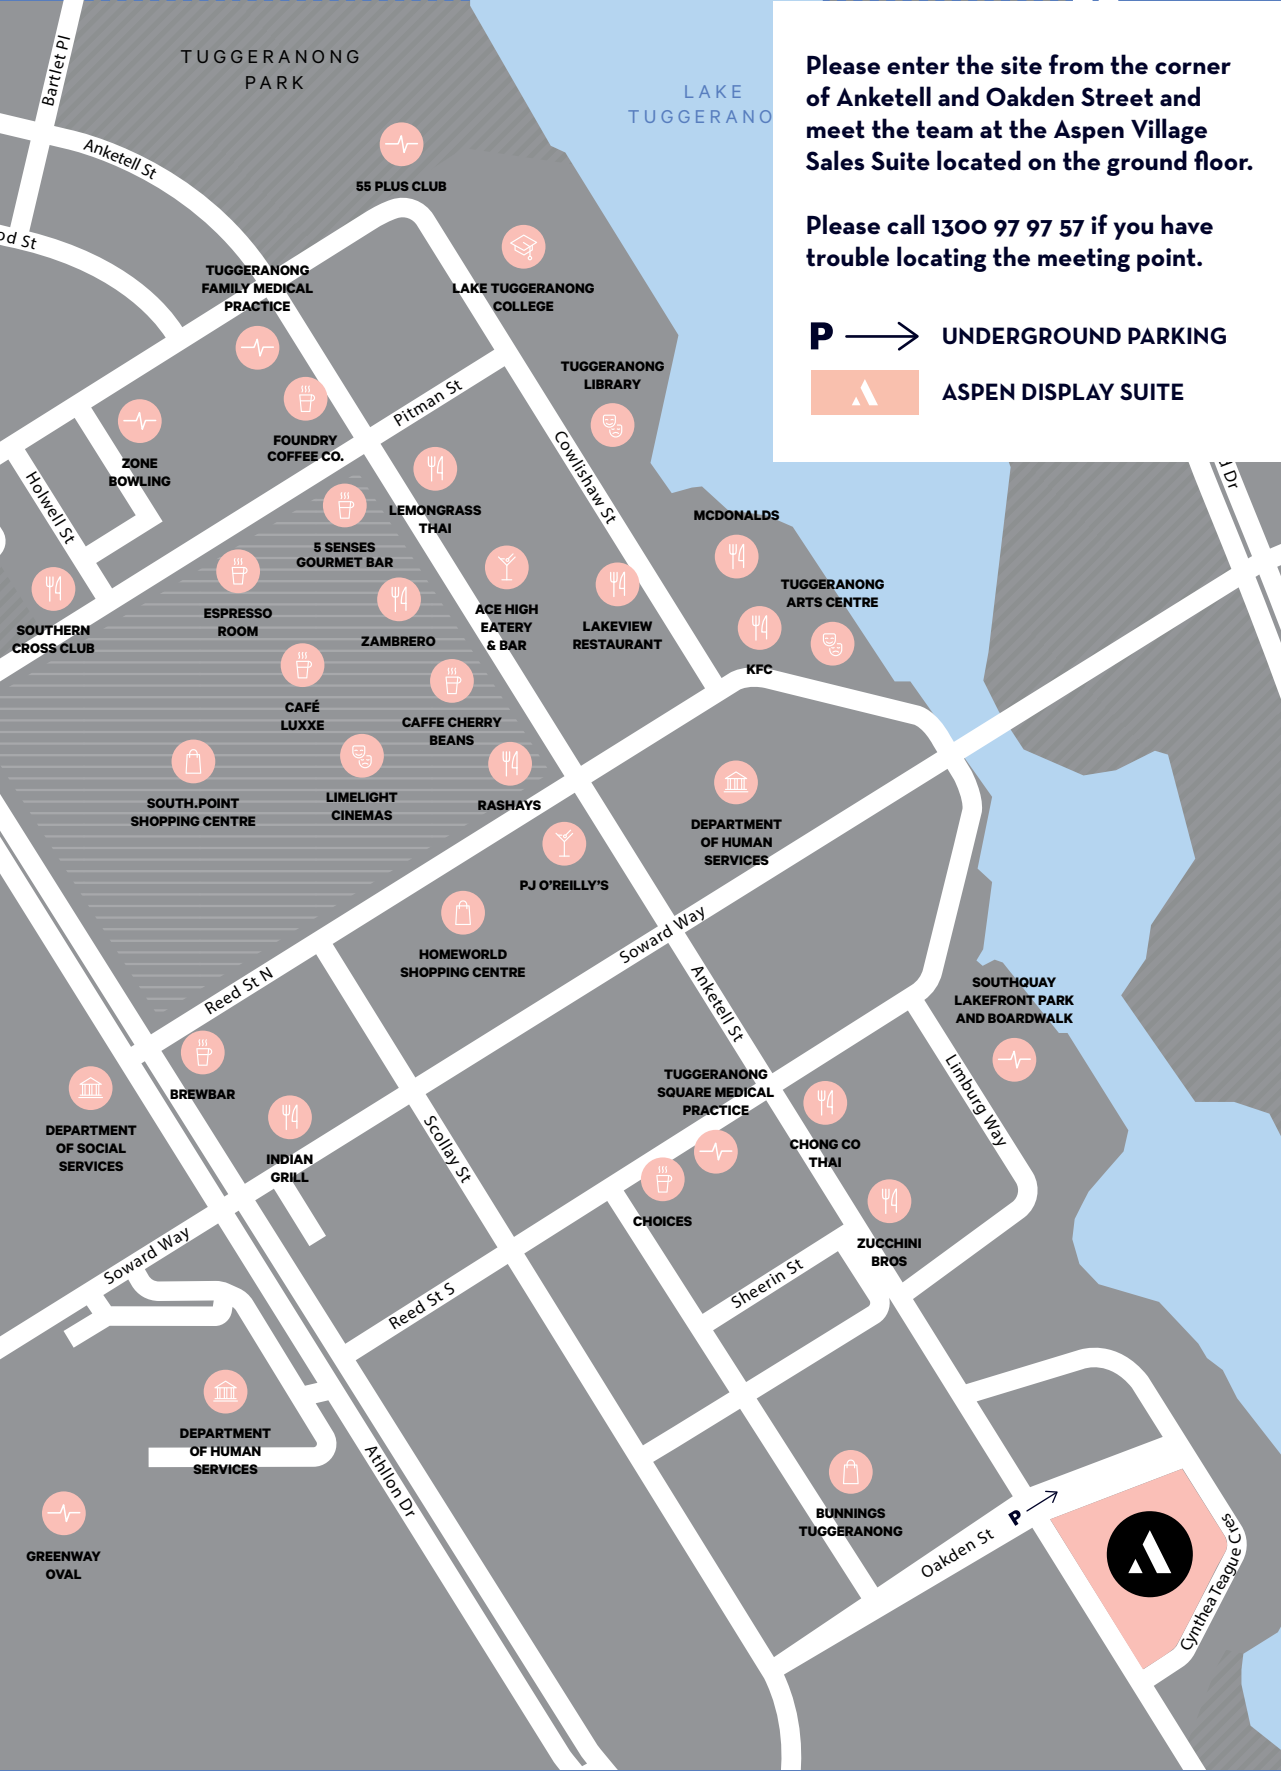 Please enter the site from the corner
of Anketell and Oakden Street and
meet the team at the Aspen Village
Sales Suite located on the ground floor.
Please call 1300 97 97 57 if you have
trouble locating the meeting point.
P UNDERGROUND PARKING
ASPEN DISPLAY SUITE
TUGGERANONG
PARK
LAKE
TUGGERANO
Bartlet Pl
Anketell St
od St
55 PLUS CLUB
TUGGERANONG
FAMILY MEDICAL
PRACTICE
LAKE TUGGERANONG
COLLEGE
TUGGERANONG
LIBRARY
Pitman St
Cowlishaw St
FOUNDRY
COFFEE CO.
ZONE
BOWLING
Holwell St
LEMONGRASS
THAI
MCDONALDS
d Dr
5 SENSES
GOURMET BAR
TUGGERANONG
ARTS CENTRE
ESPRESSO
ROOM
ZAMBRERO
ACE HIGH
EATERY
& BAR
LAKEVIEW
RESTAURANT
SOUTHERN
CROSS CLUB
KFC
CAFÉ
LUXXE
CAFFE CHERRY
BEANS
SOUTH.POINT
SHOPPING CENTRE
LIMELIGHT
CINEMAS
RASHAYS
DEPARTMENT
OF HUMAN
SERVICES
PJ O'REILLY'S
HOMEWORLD
SHOPPING CENTRE
Soward Way
Reed St N
Anketell St
SOUTHQUAY
LAKEFRONT PARK
AND BOARDWALK
BREWBAR
TUGGERANONG
SQUARE MEDICAL
PRACTICE
Limburg Way
DEPARTMENT
OF SOCIAL
SERVICES
INDIAN
GRILL
Scollay St
CHONG CO
THAI
CHOICES
ZUCCHINI
BROS
Soward Way
Sheerin St
Reed St S
DEPARTMENT
OF HUMAN
SERVICES
Athllon Dr
BUNNINGS
TUGGERANONG
P
Oakden St
Cynthea Teague Cres
GREENWAY
OVAL